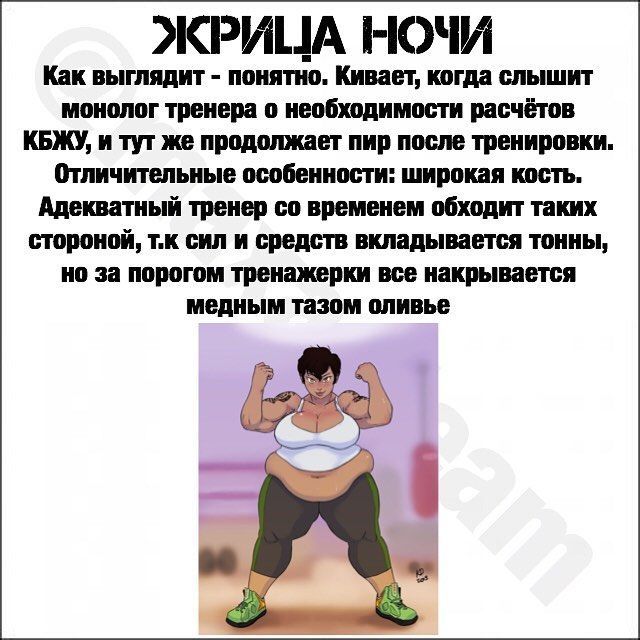 ЖРИЦА НОЧИ
Как выглядит - понятно. Кивает, когда слышит
монолог тренера о необходимости расчётов
КБЖУ, и тут же продолжает пир после тренировки.
Отличительные особенности: широкая кость.
Адекватный тренер со временем обходит таких
стороной, т.к сил и средств вкладывается тонны,
но за порогом тренажерки все накрывается
медным тазом оливье